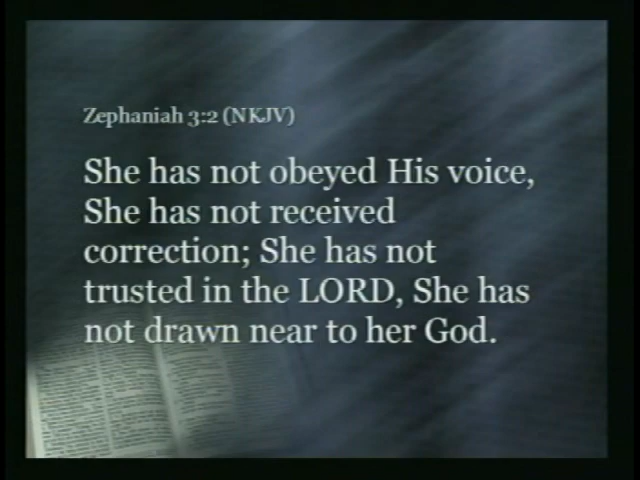 Zephaniah 3:2 (NKJV)
She has not obeyed His voice,
She has not received
correction; She has not
trusted in the LORD, She has
not drawn near to her God.